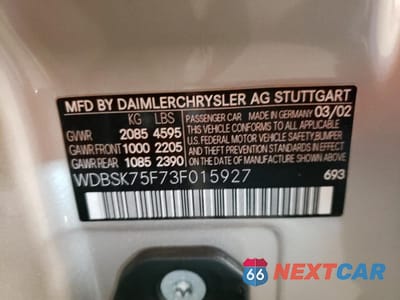 MFD BY DAIMLERCHRYSLER AG STUTTGART
KG LBS PASSENGER CAR MADE IN GERMANY 03/02
GVWR 2085 4595 THIS VEHICLE CONFORMS TO ALL APPLICABLE
GAWR FRONT 1000 2205 U.S. FEDERAL MOTOR VEHICLE SAFETY, BUMPER,
GAWR REAR 1085 2390 AND THEFT PREVENTION STANDARDS IN EFFECT
ON THE DATE OF MANUFACTURE SHOWN ABOVE.
WDBSK75F73F015927 693
66 NEXTCAR